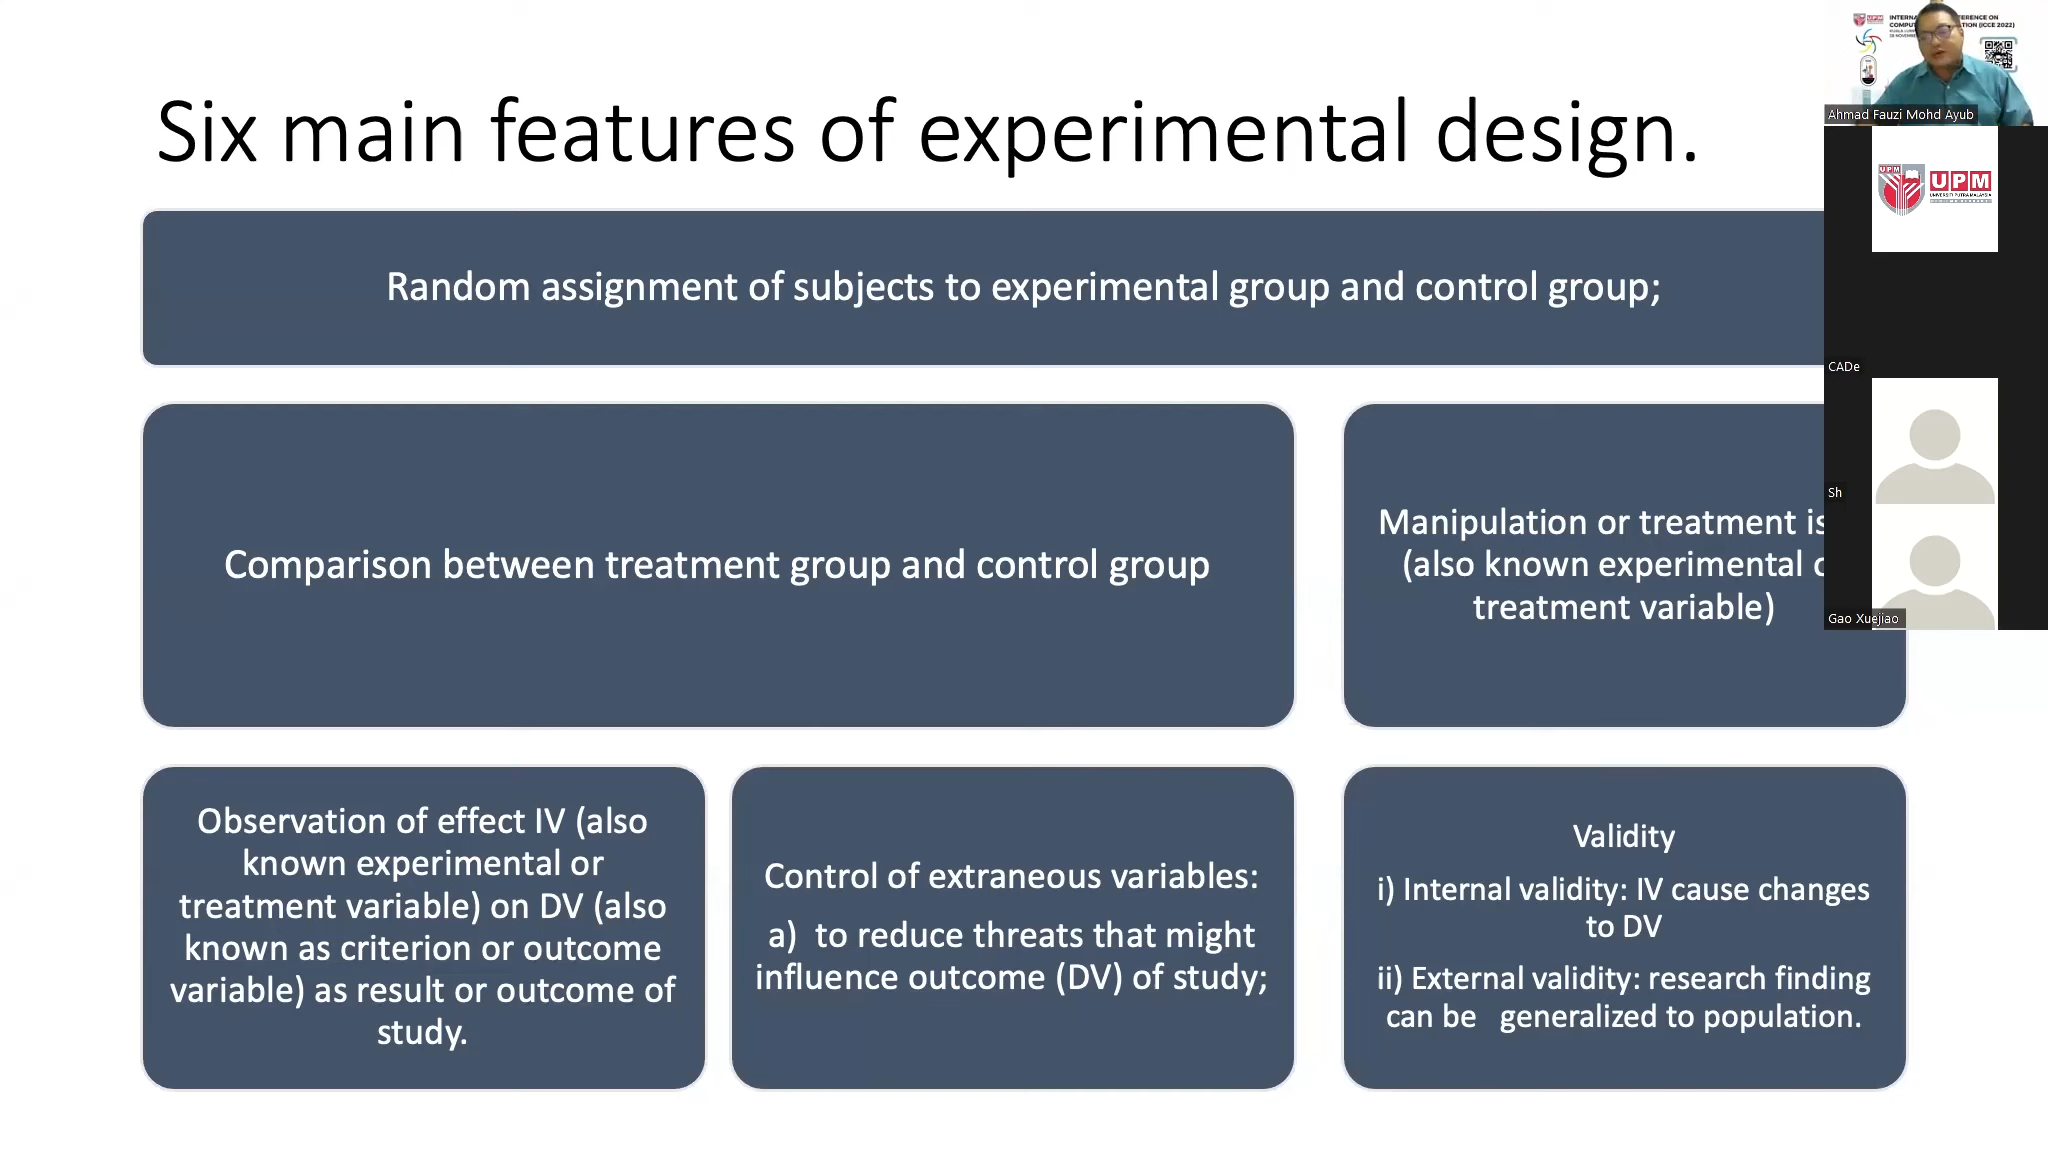 Six main features of experimental design.
Random assignment of subjects to experimental group and control group;
Comparison between treatment group and control group
Manipulation or treatment is
(also known experimental
treatment variable)
Observation of effect IV (also
known experimental or
treatment variable) on DV (also
known as criterion or outcome
variable) as result or outcome of
study.
Control of extraneous variables:
a) to reduce threats that might
influence outcome (DV) of study;
Validity
i) Internal validity: IV cause changes
to DV
ii) External validity: research finding
can be generalized to population.
UPM
Ahmad Fauzi Mohd Ayub
UPM
UPM
UNIVERSITI PUTRA MALAYSIA
CADe
Sh
Gao Xuejiao